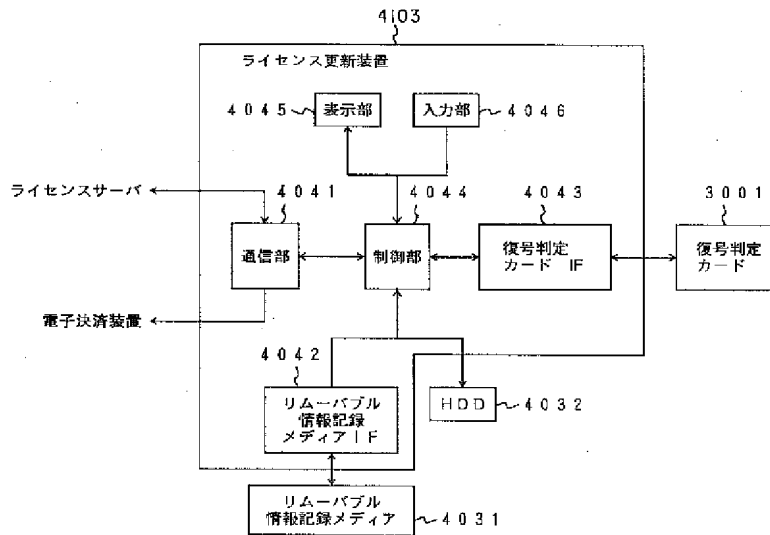 4103
ライセンス更新装置
4045
表示部
入力部
4046
ライセンスサーバ
4041
4044
4043
3001
通信部
制御部
復号判定
カード IF
復号判定
カード
電子決済装置
4042
リムーバブル
情報記録
メディアIF
HDD
4032
リムーバブル
情報記録メディア
4031